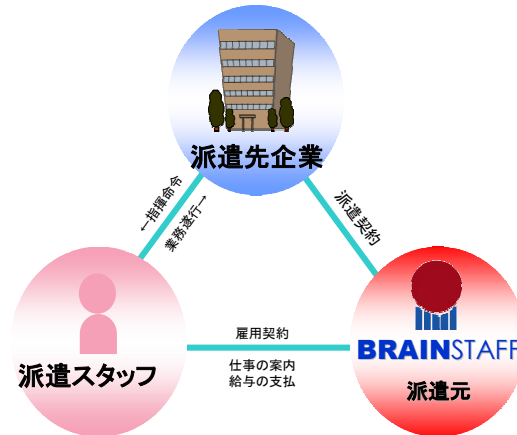 派遣先企業
←指揮命令
業務遂行→
派遣契約
派遣スタッフ
雇用契約
仕事の案内
給与の支払
BRAINSTAFF
派遣元